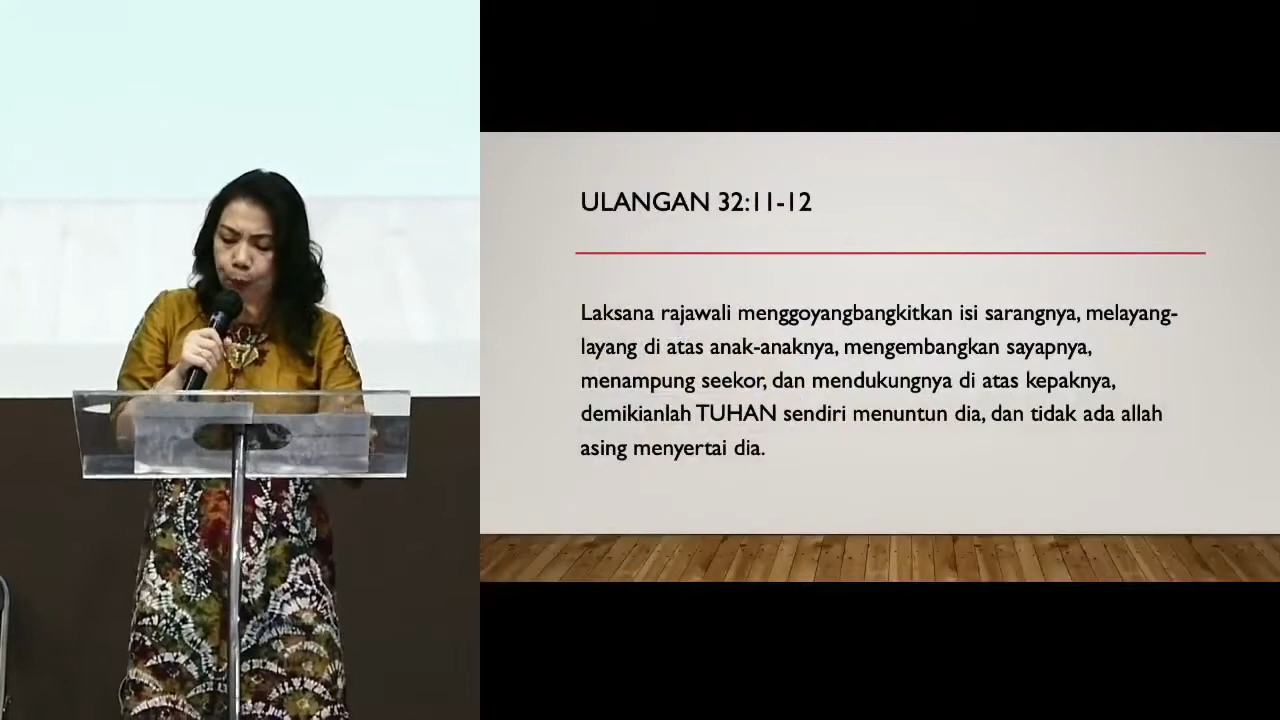 ULANGAN 32:11-12
Laksana rajawali menggoyangbangkitkan isi sarangnya, melayang-
layang di atas anak-anaknya, mengembangkan sayapnya,
menampung seekor, dan mendukungnya di atas kepaknya,
demikianlah TUHAN sendiri menuntun dia, dan tidak ada allah
asing menyertai dia.